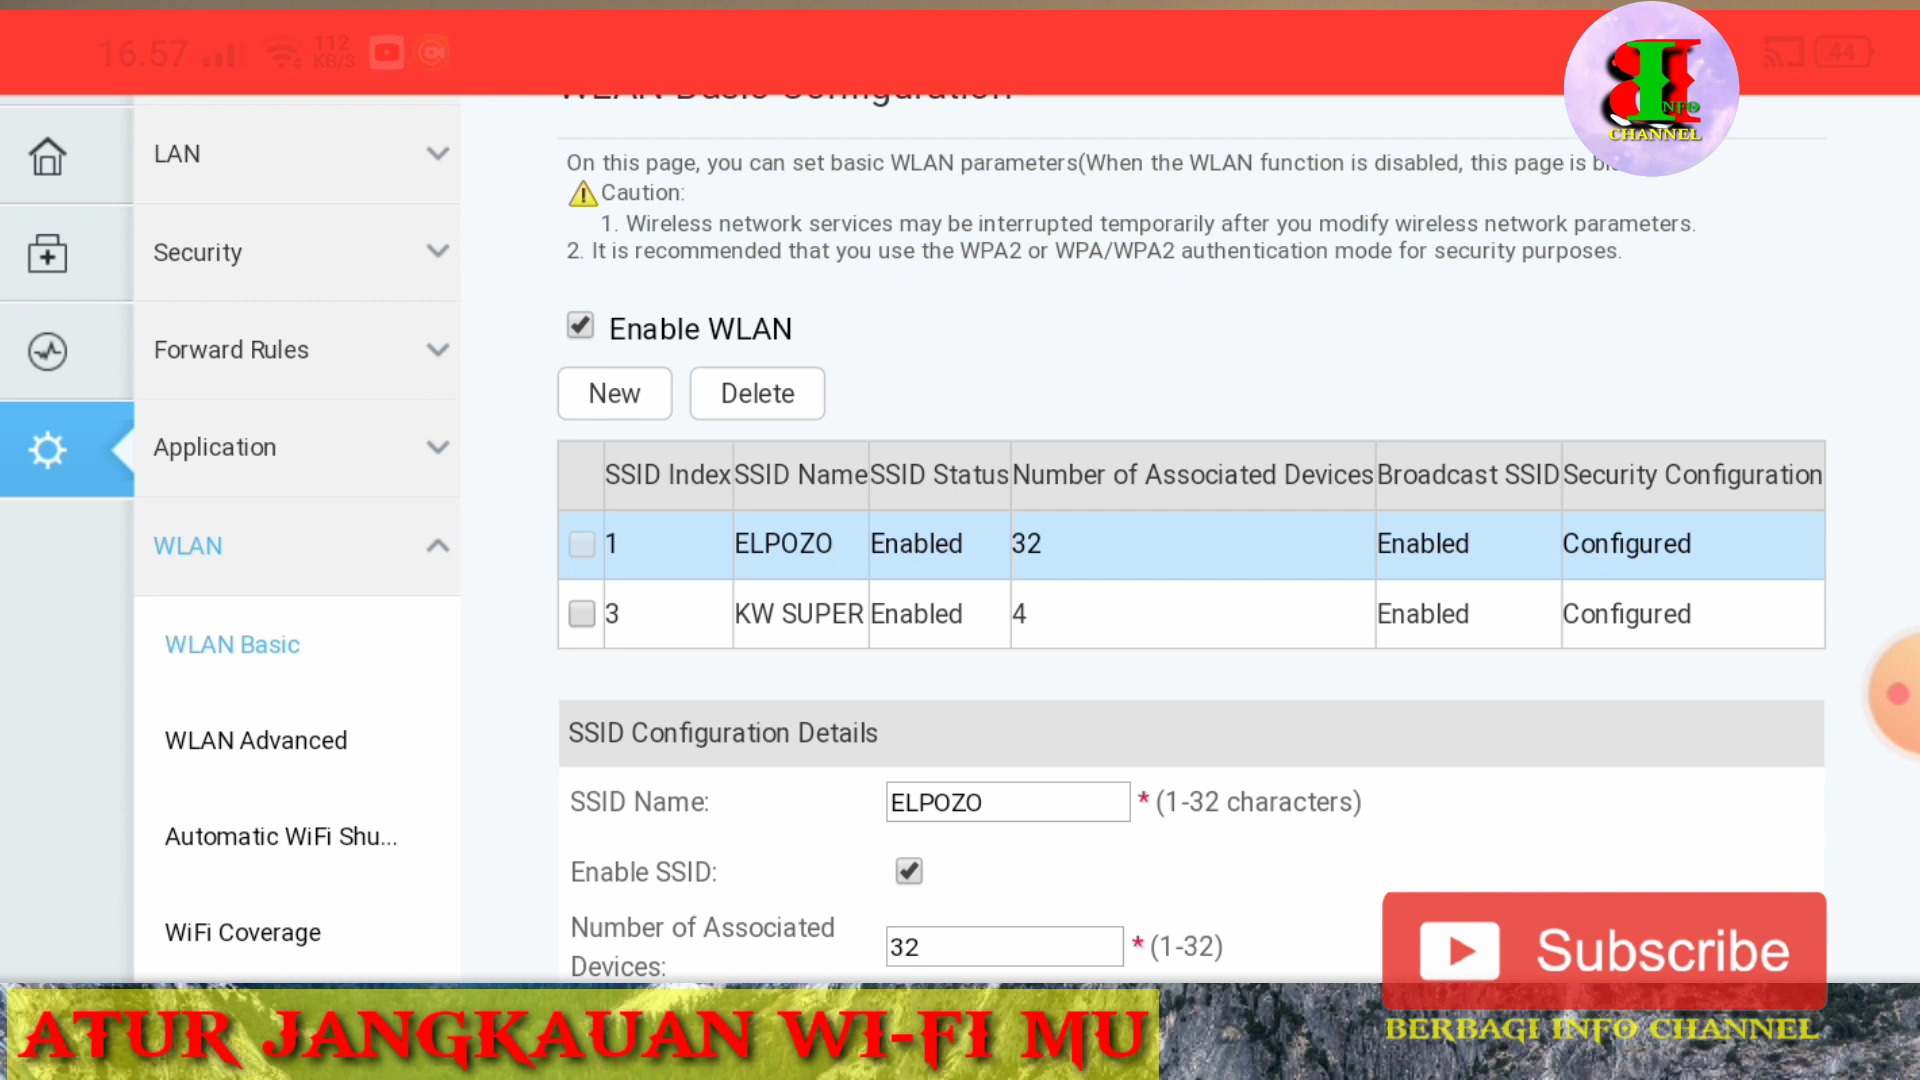 16.57 112 KB/S 44
WLAN Basic Configuration
INFO
CHANNEL
LAN
Security
Forward Rules
Application
WLAN
WLAN Basic
WLAN Advanced
Automatic WiFi Shu...
WiFi Coverage
On this page, you can set basic WLAN parameters(When the WLAN function is disabled, this page is
Caution:
1. Wireless network services may be interrupted temporarily after you modify wireless network parameters.
2. It is recommended that you use the WPA2 or WPA/WPA2 authentication mode for security purposes.
Enable WLAN
New Delete
SSID Index SSID Name SSID Status Number of Associated Devices Broadcast SSID Security Configuration
1 ELPOZO Enabled 32 Enabled Configured
3 KW SUPER Enabled 4 Enabled Configured
SSID Configuration Details
SSID Name: ELPOZO * (1-32 characters)
Enable SSID:
Number of Associated
Devices: 32 * (1-32)
Subscribe
ATUR JANGKAUAN WI-FI MU
BERBAGI INFO CHANNEL